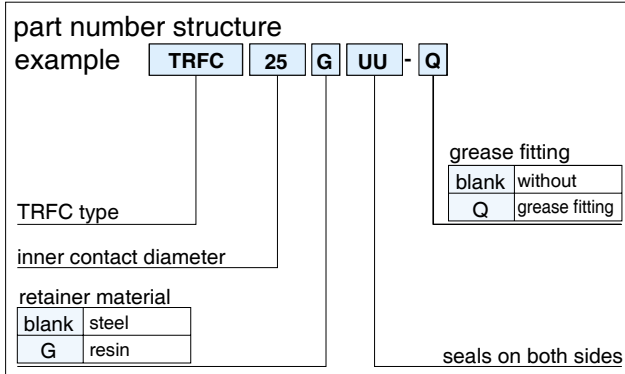 part number structure
example TRFC 25 G UU - Q
grease fitting
blank without
Q grease fitting
TRFC type
inner contact diameter
retainer material
blank steel
G resin
seals on both sides